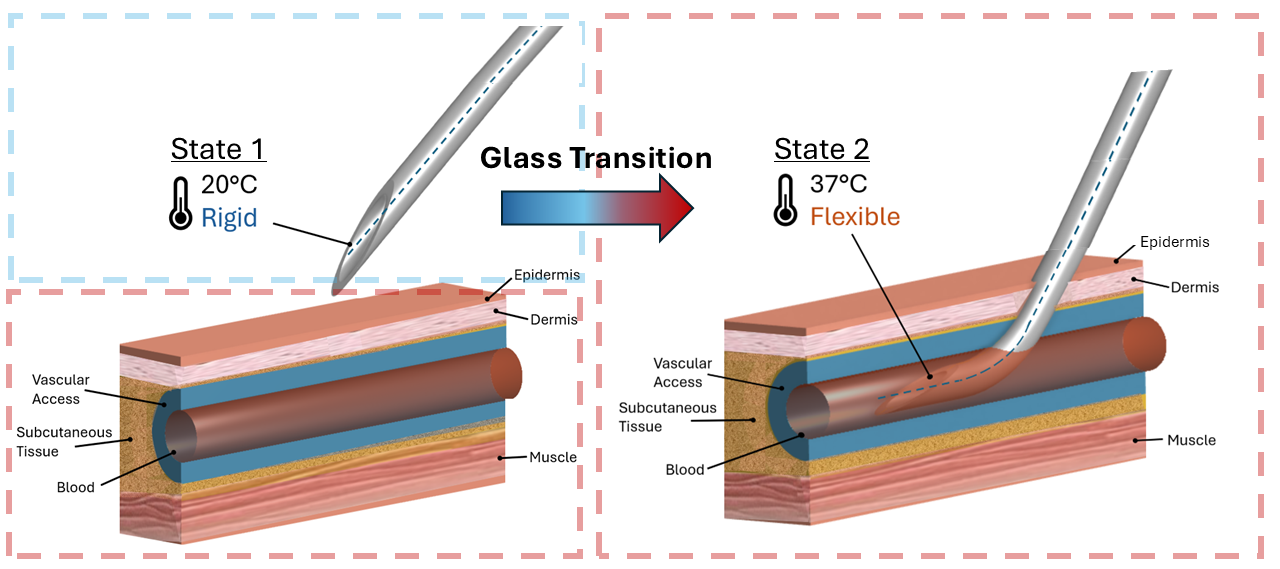 State 1
20°C
Rigid
Glass Transition
State 2
37°C
Flexible
Epidermis
Dermis
Vascular
Access
Subcutaneous
Tissue
Blood
Muscle
Epidermis
Dermis
Vascular
Access
Subcutaneous
Tissue
Blood
Muscle